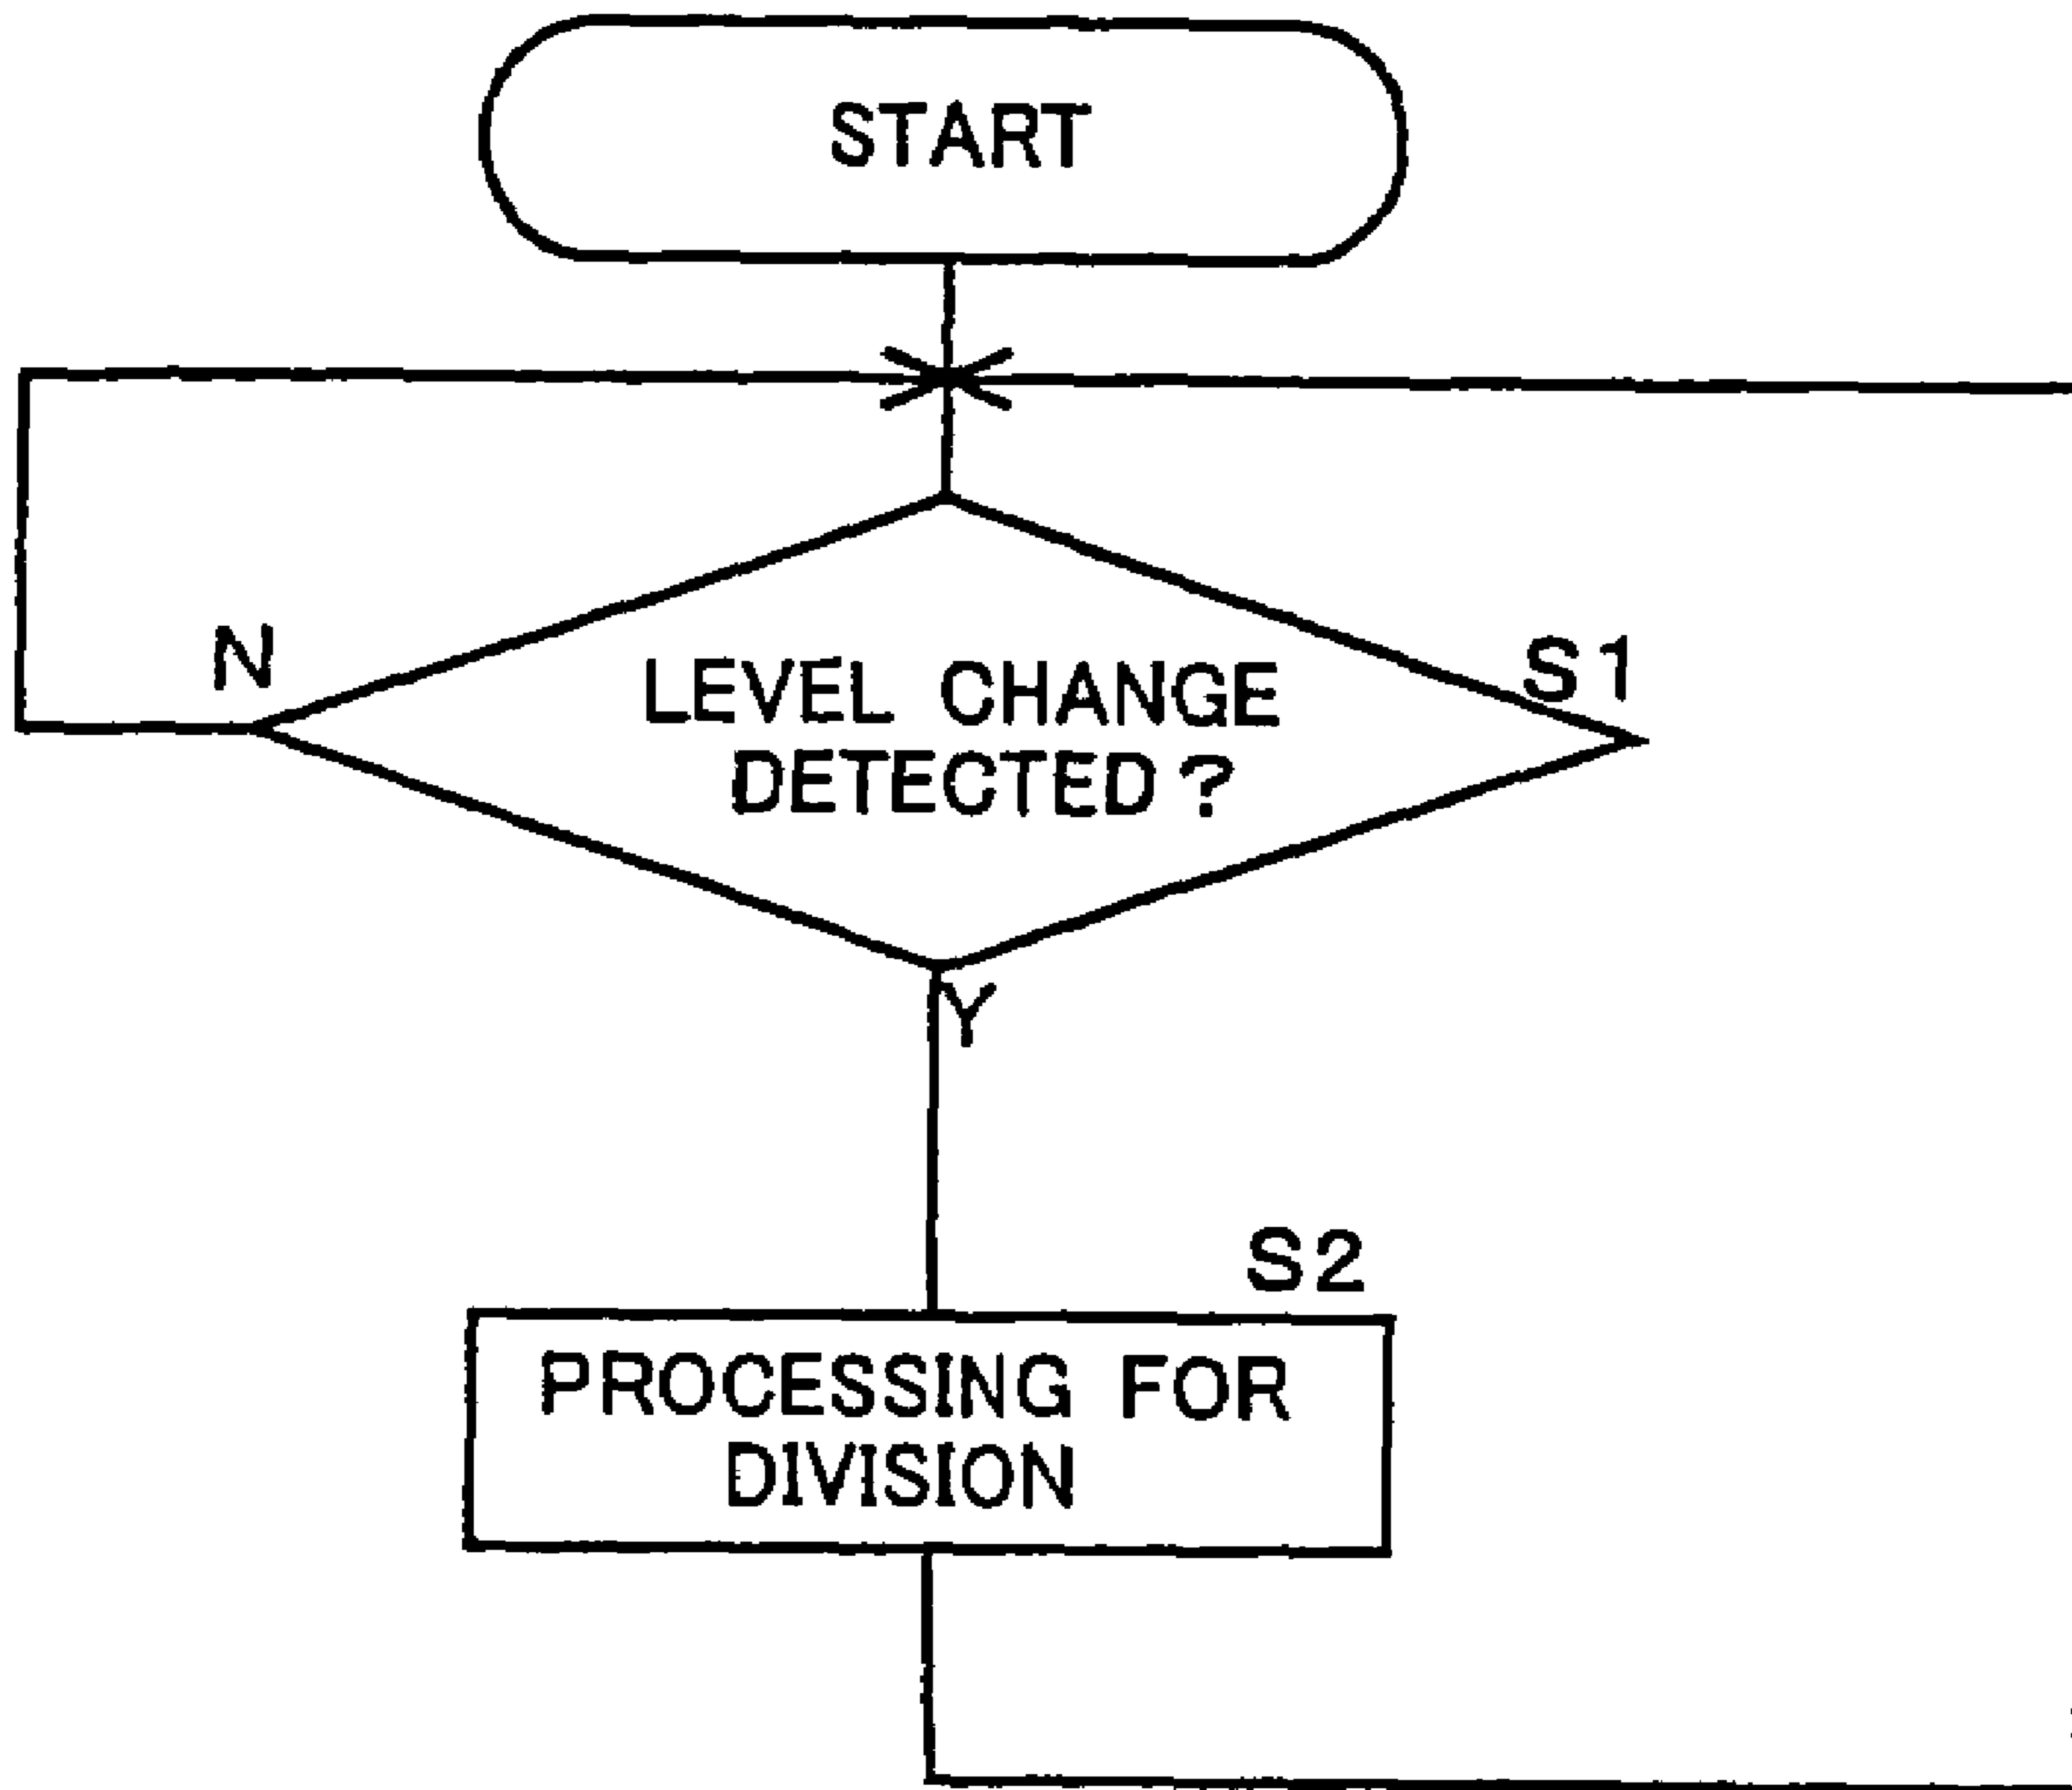 START
N
LEVEL CHANGE
DETECTED?
S1
Y
S2
PROCESSING FOR
DIVISION